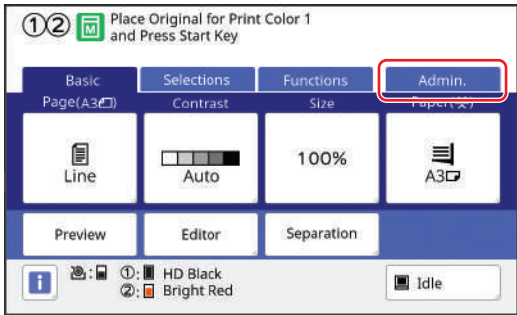 ①② M Place Original for Print Color 1
and Press Start Key
Basic Selections Functions Admin.
Page(A3) Contrast Size Paper
Line Auto 100% A3
Preview Editor Separation
i : ①: HD Black
②: Bright Red
Idle